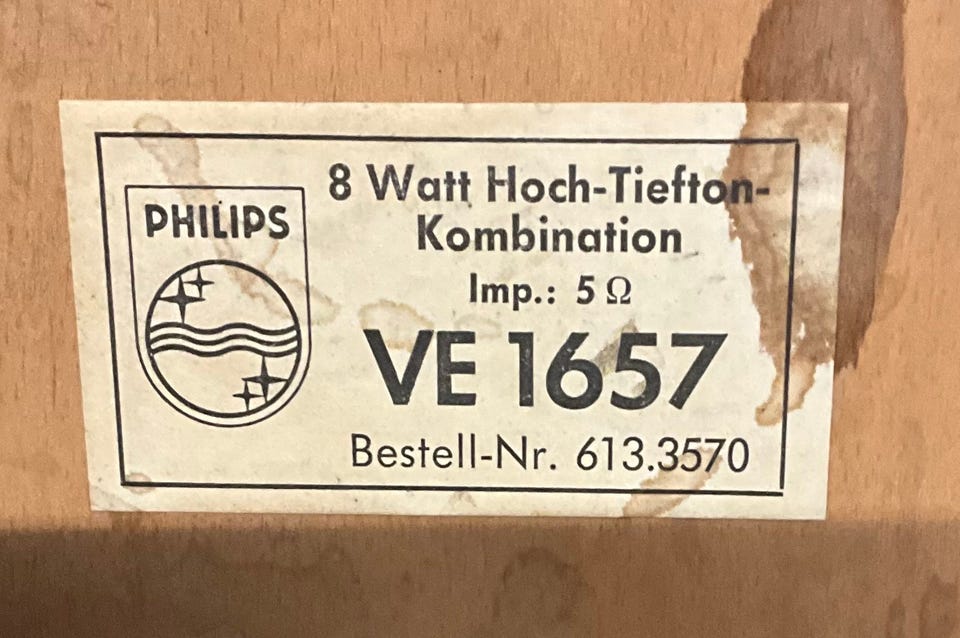 PHILIPS
8 Watt Hoch-Tiefton-
Kombination
Imp.: 5 Ω
VE 1657
Bestell-Nr. 613.3570